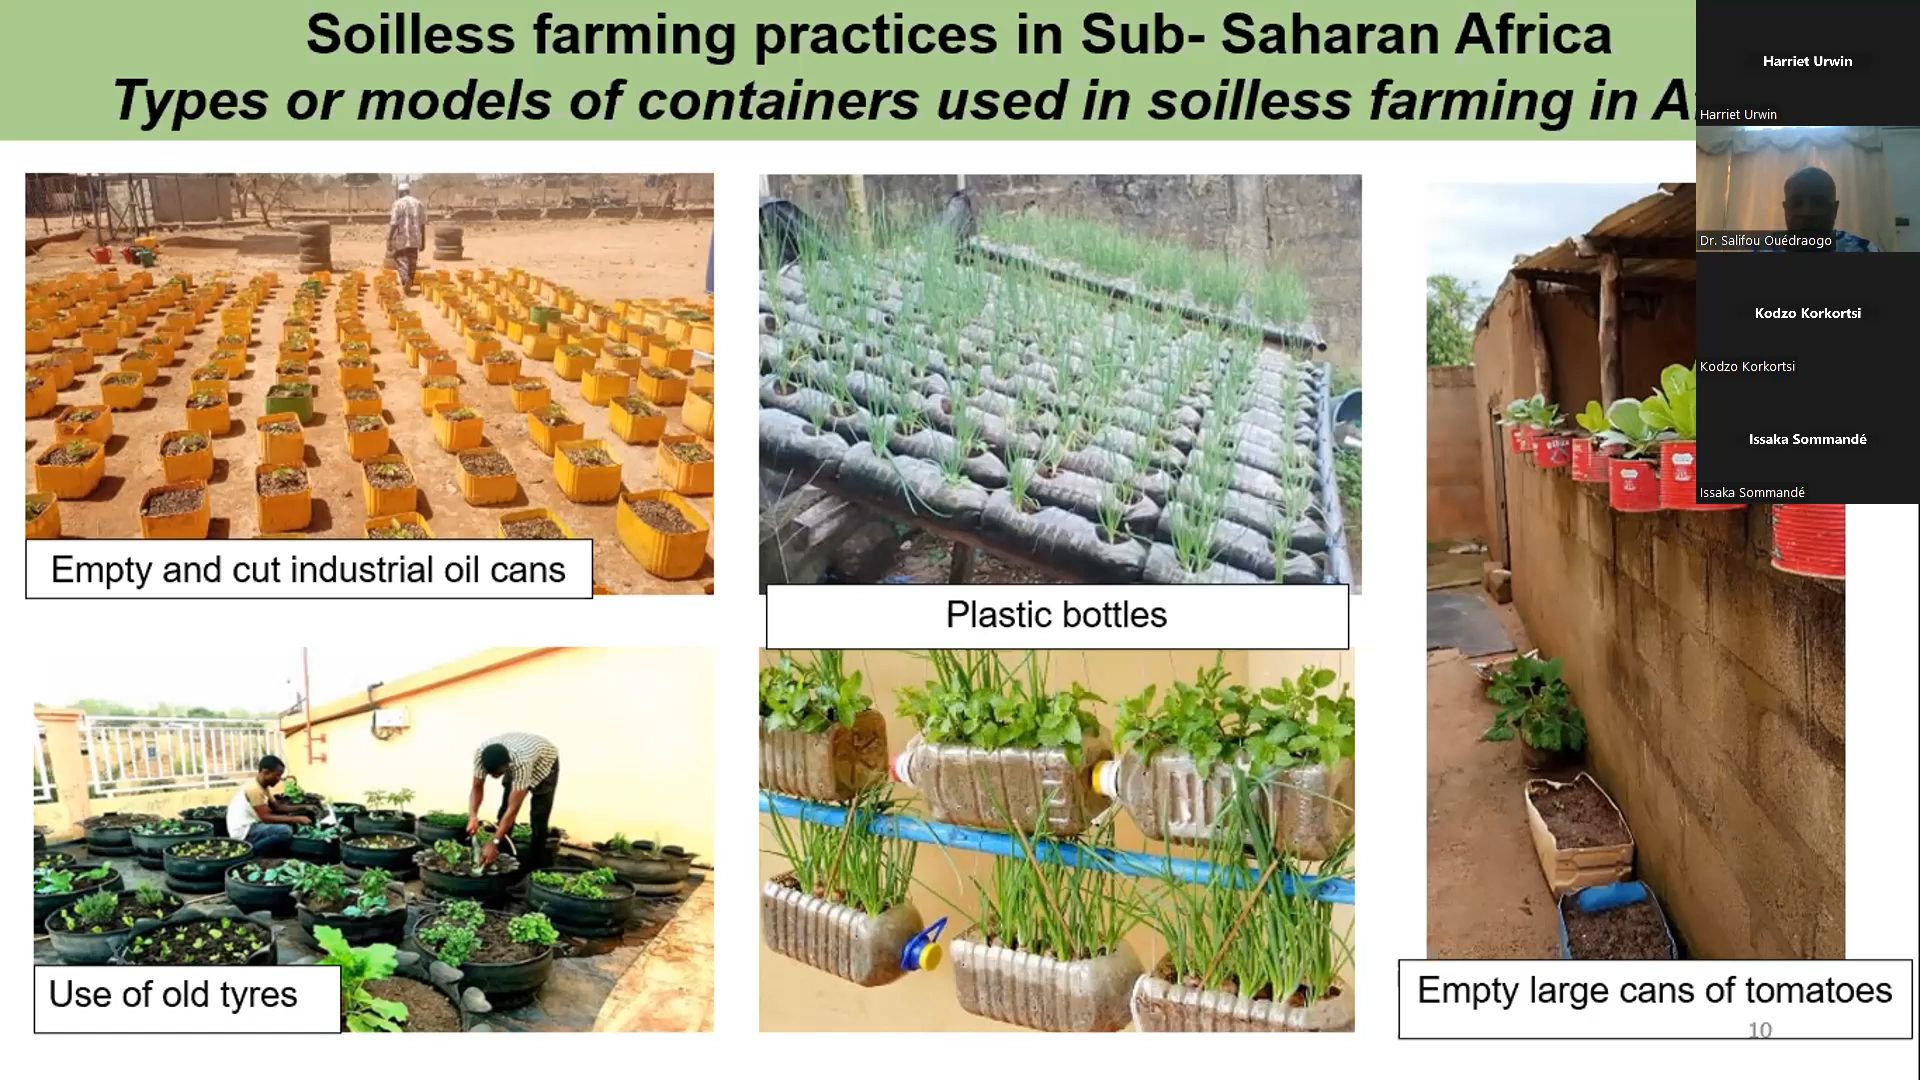 Soilless farming practices in Sub- Saharan Africa
Types or models of containers used in soilless farming in
Empty and cut industrial oil cans
Plastic bottles
Use of old tyres
Empty large cans of tomatoes
10
Harriet Urwin
Harriet Urwin
Dr. Salifou Ouédraogo
Kodzo Korkortsi
Kodzo Korkortsi
Issaka Sommandé
Issaka Sommandé